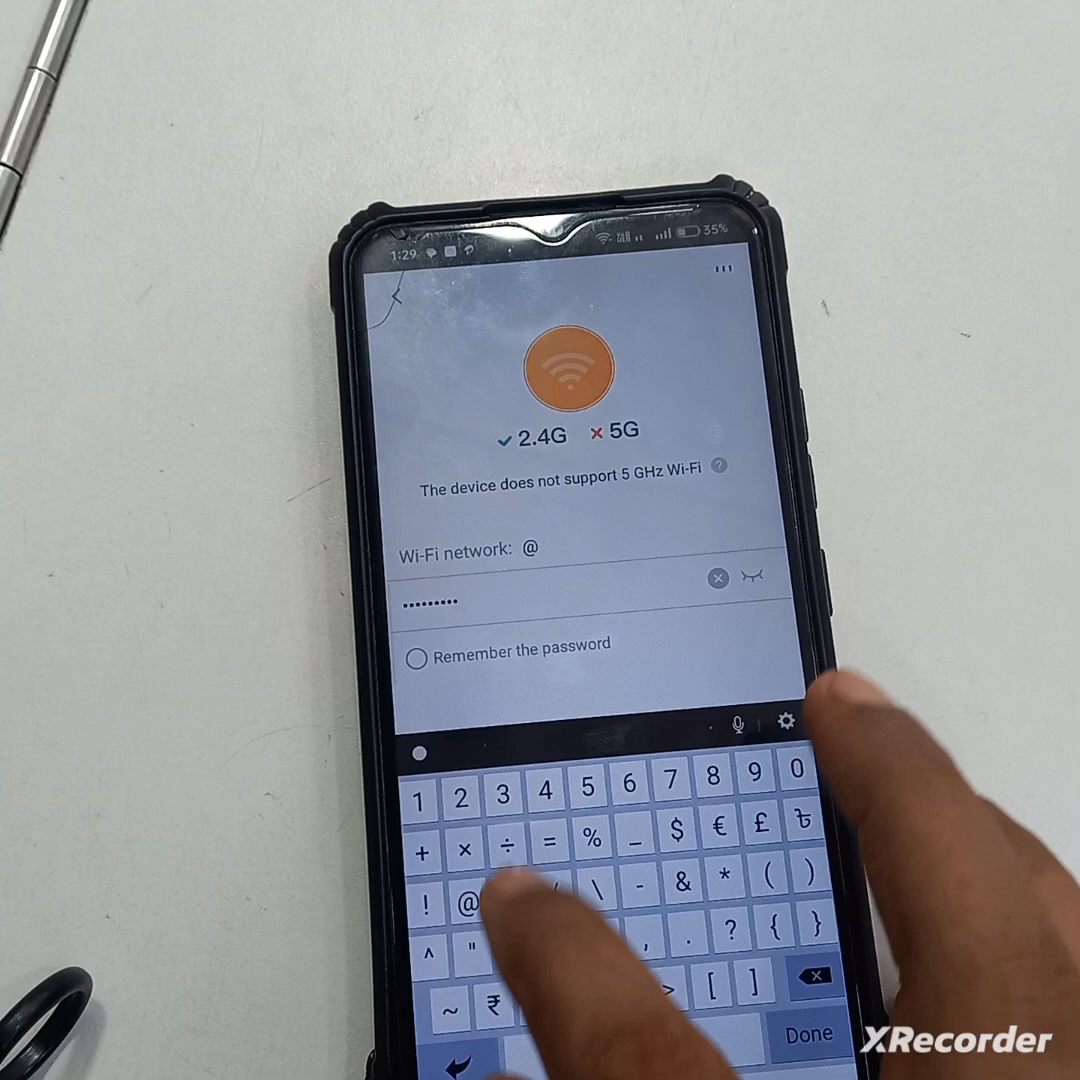 1:29 35%
2.4G 5G
The device does not support 5 GHz Wi-Fi ?
Wi-Fi network: @
•••••••••
Remember the password
1 2 3 4 5 6 7 8 9 0
+ × ÷ = % _ $ € £ ৳
! @ / \ - & * ( )
^ " , . ? { }
~ ₹ > [ ]
Done
XRecorder